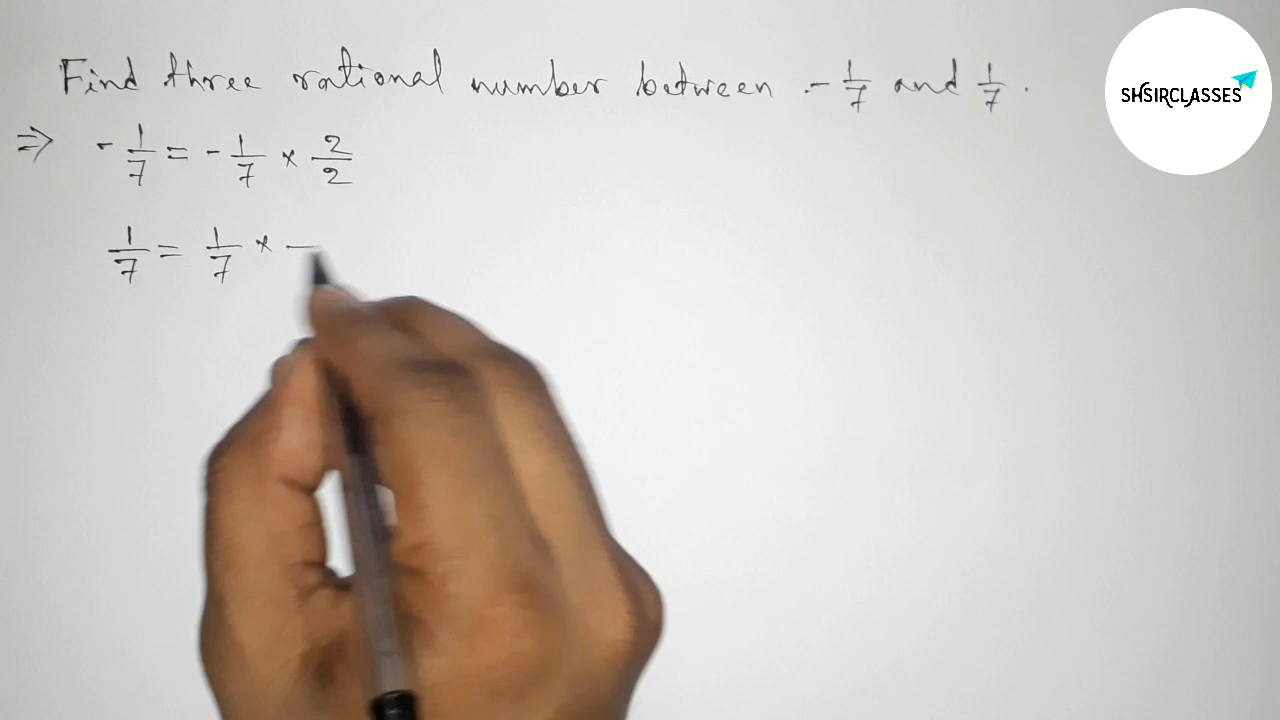 Find three rational number between -1/7 and 1/7.
⇒ -1/7 = -1/7 × 2/2
1/7 = 1/7 ×
SHSIRCLASSES